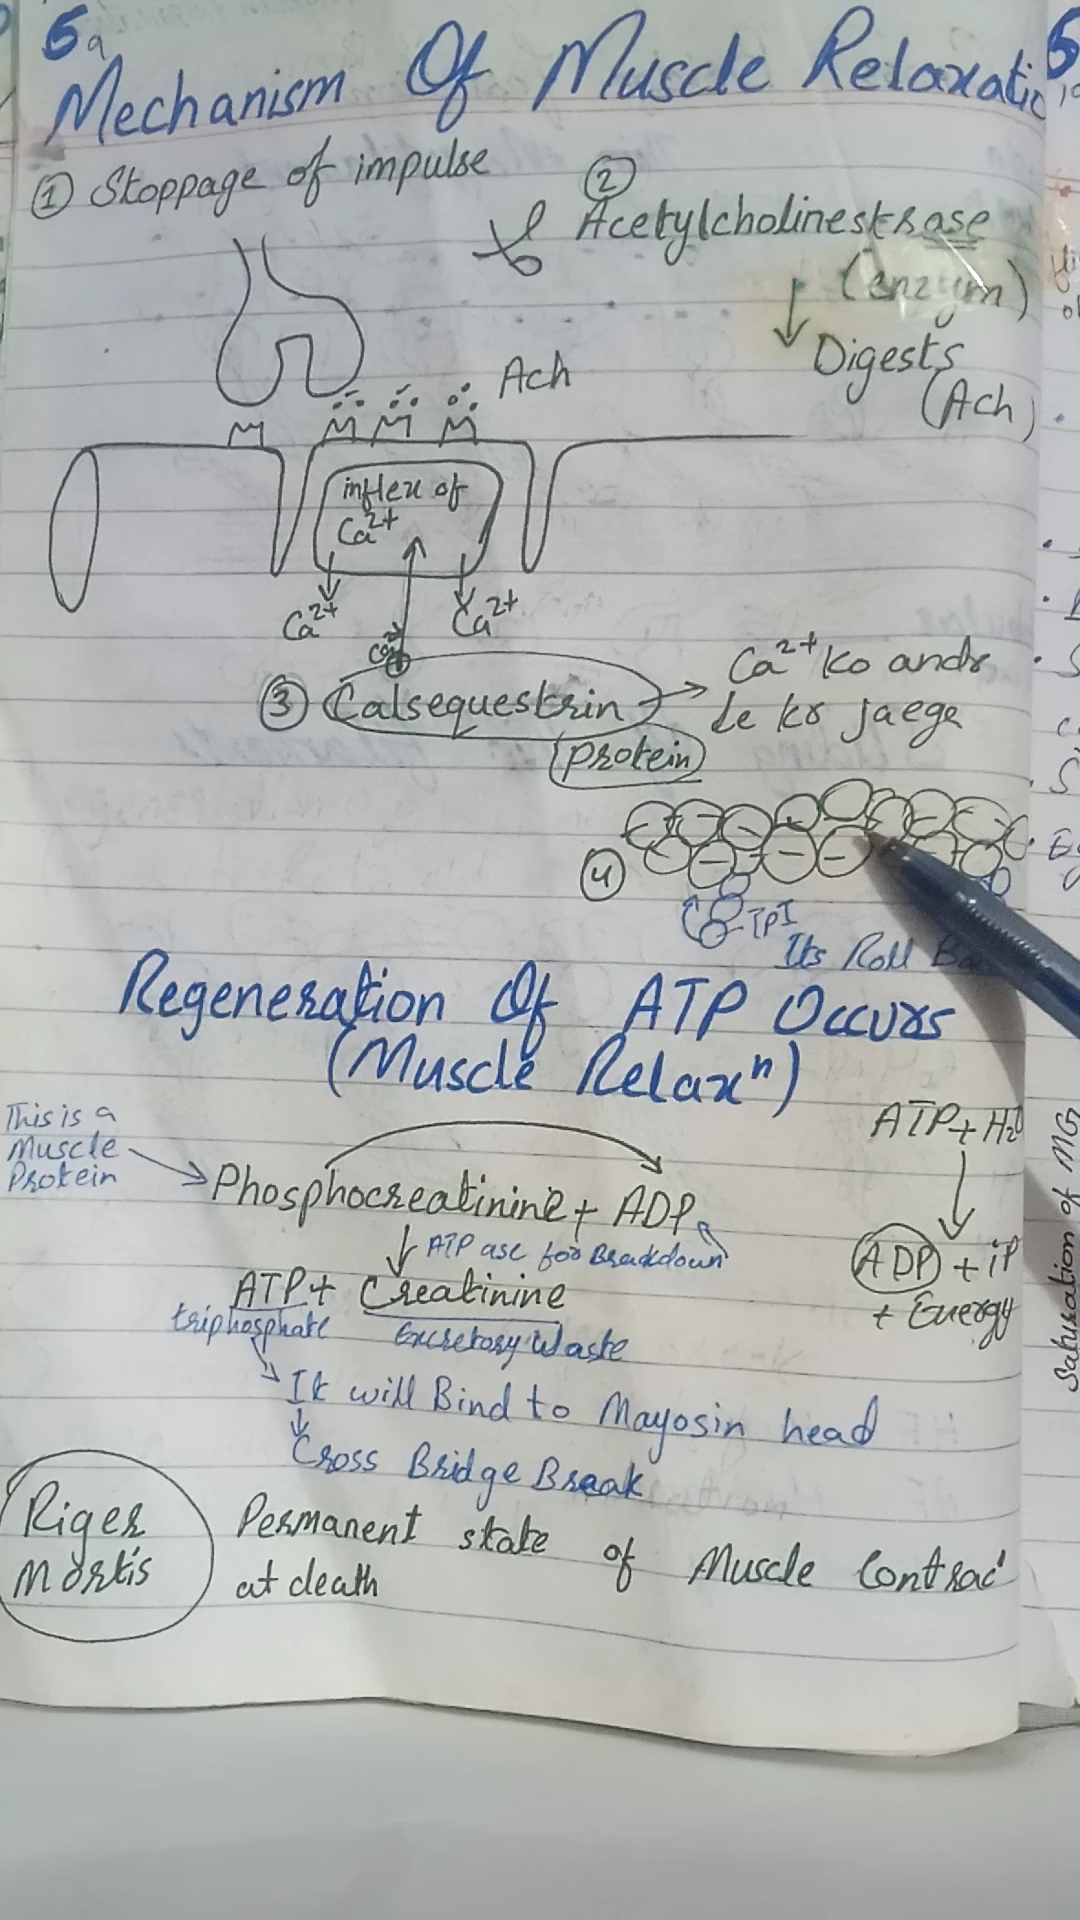 6a
Mechanism Of Muscle Relaxatio
① Stoppage of impulse
②
Acetylcholinestrase
(enzym)
Digests
(Ach)
Ach
inflex of
Ca2+
Ca2+
Ca2+
③ Calsequestrin
(Protein)
Ca2+ Ko andr
le kr jaega
④
TPI
Its Roll Ba
Regeneration Of ATP Occurs
(Muscle Relaxn)
This is a
Muscle
Protein
Phosphocreatinine + ADP
ATP ase for Breakdown
ATP + Creatinine
triphosphate
Excretory Waste
It will Bind to Mayosin head
Cross Bridge Break
ATP + H2O
ADP + iP
+ Energy
Riger
Mortis
Permanent state of Muscle Contrac
at death
Saturation of MG